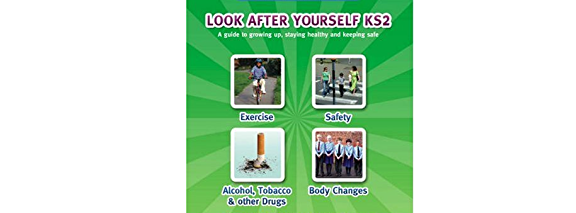 LOOK AFTER YOURSELF KS2
A guide to growing up, staying healthy and keeping safe
Exercise
Safety
Alcohol, Tobacco
& other Drugs
Body Changes